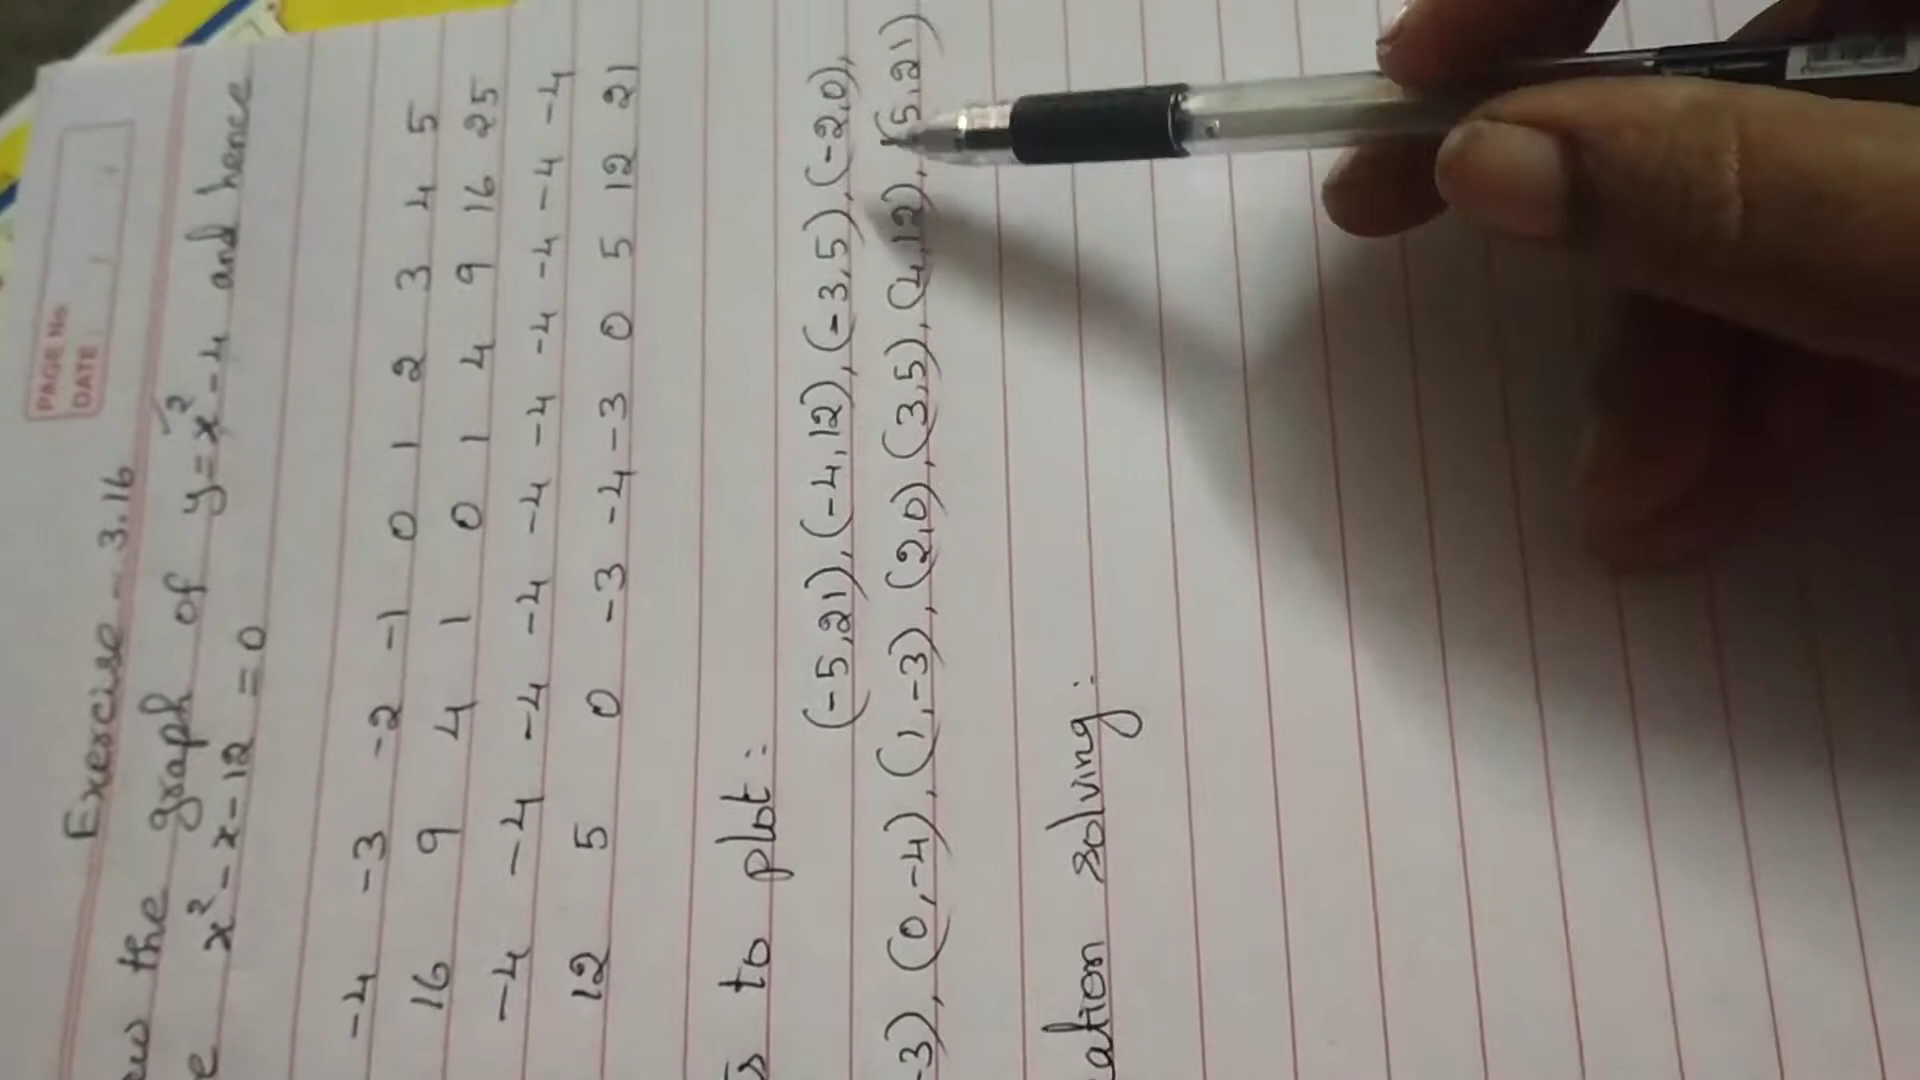 PAGE No
DATE
Exercise - 3.16
the graph of y=x²-4 and hence
x²-x-12=0
-4 -3 -2 -1 0 1 2 3 4 5
16 9 4 1 0 1 4 9 16 25
-4 -4 -4 -4 -4 -4 -4 -4 -4 -4
12 5 0 -3 -4 -3 0 5 12 21
to plot:
(-5,21),(-4,12),(-3,5),(-2,0),
-3),(0,-4),(1,-3),(2,0),(3,5),(4,12),(5,21)
solving: